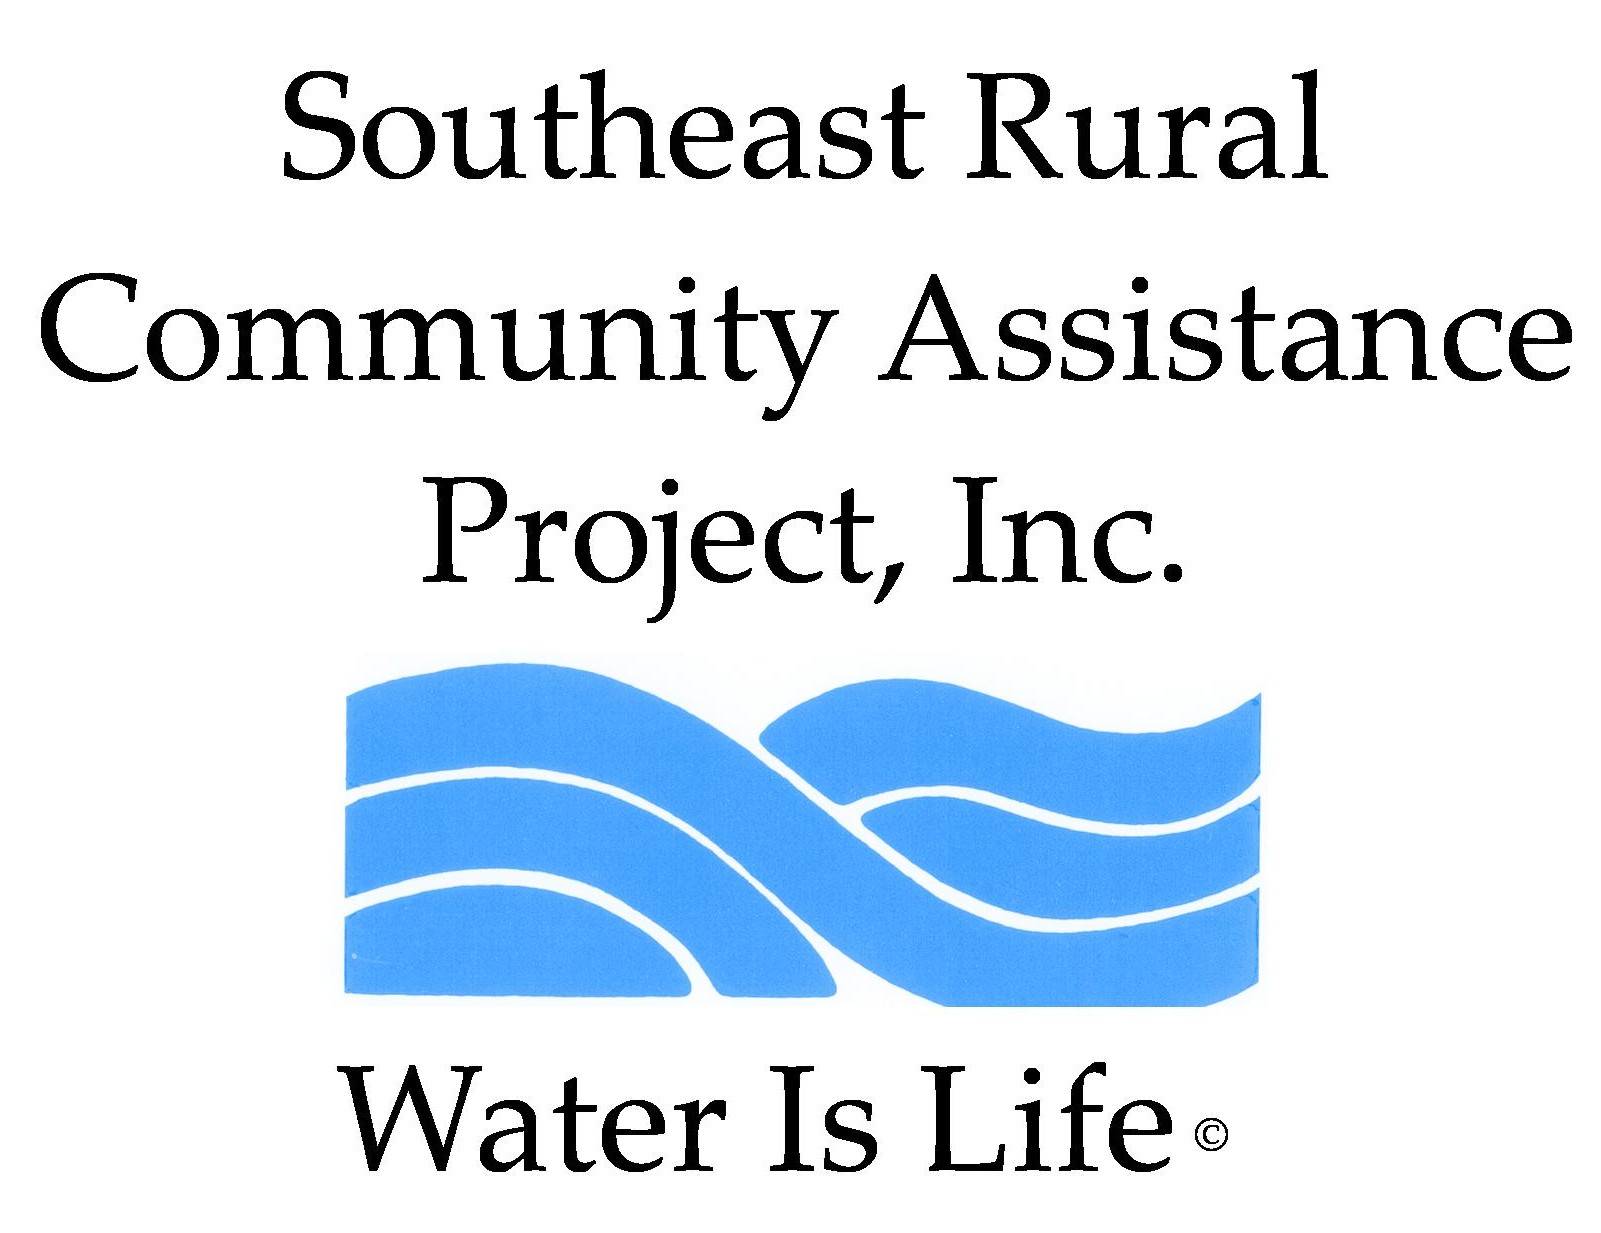 Southeast Rural
Community Assistance
Project, Inc.
Water Is Life ©